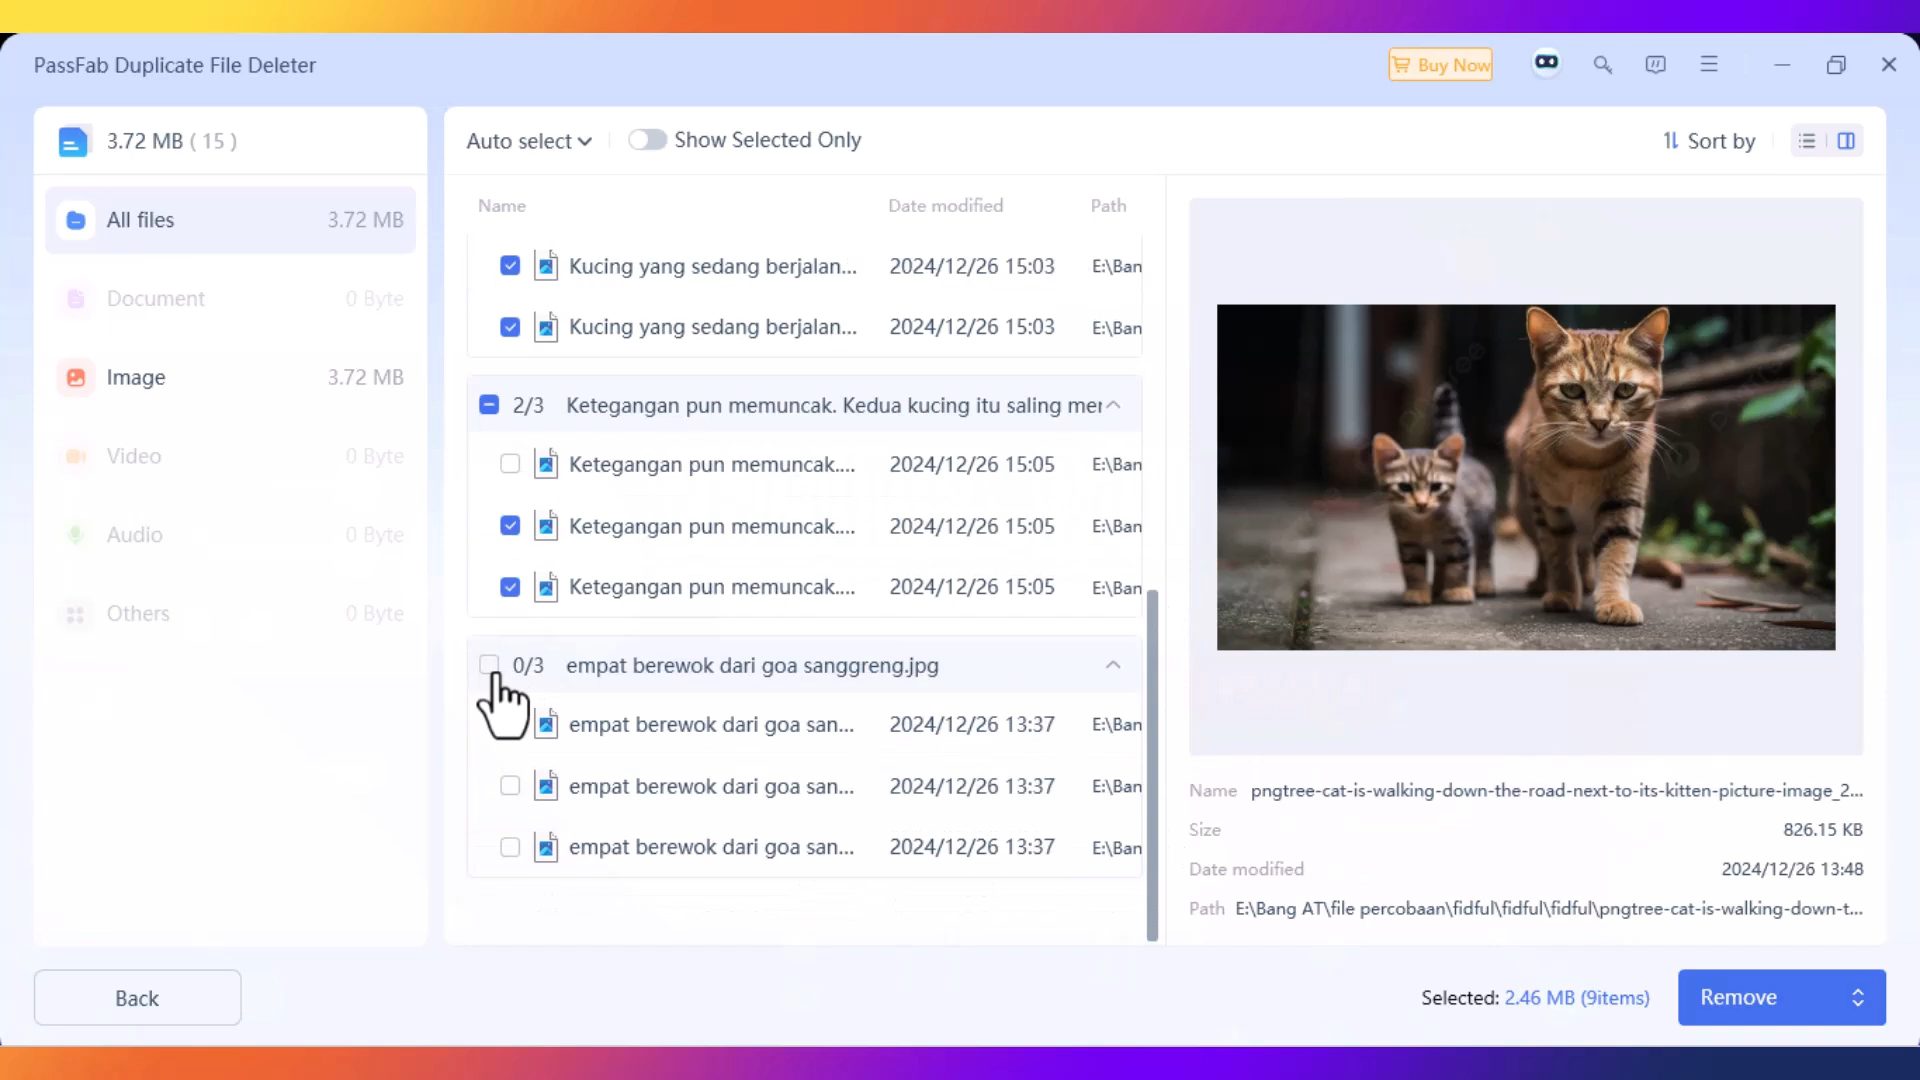 PassFab Duplicate File Deleter
Buy Now
3.72 MB ( 15 )
Auto select
Show Selected Only
Sort by
All files 3.72 MB
Document 0 Byte
Image 3.72 MB
Video 0 Byte
Audio 0 Byte
Others 0 Byte
Name Date modified Path
Kucing yang sedang berjalan... 2024/12/26 15:03 E:\Ban
Kucing yang sedang berjalan... 2024/12/26 15:03 E:\Ban
2/3 Ketegangan pun memuncak. Kedua kucing itu saling mer
Ketegangan pun memuncak.... 2024/12/26 15:05 E:\Ban
Ketegangan pun memuncak.... 2024/12/26 15:05 E:\Ban
Ketegangan pun memuncak.... 2024/12/26 15:05 E:\Ban
0/3 empat berewok dari goa sanggreng.jpg
empat berewok dari goa san... 2024/12/26 13:37 E:\Ban
empat berewok dari goa san... 2024/12/26 13:37 E:\Ban
empat berewok dari goa san... 2024/12/26 13:37 E:\Ban
Name pngtree-cat-is-walking-down-the-road-next-to-its-kitten-picture-image_2...
Size 826.15 KB
Date modified 2024/12/26 13:48
Path E:\Bang AT\file percobaan\fidful\fidful\fidful\pngtree-cat-is-walking-down-t...
Back
Selected: 2.46 MB (9items)
Remove